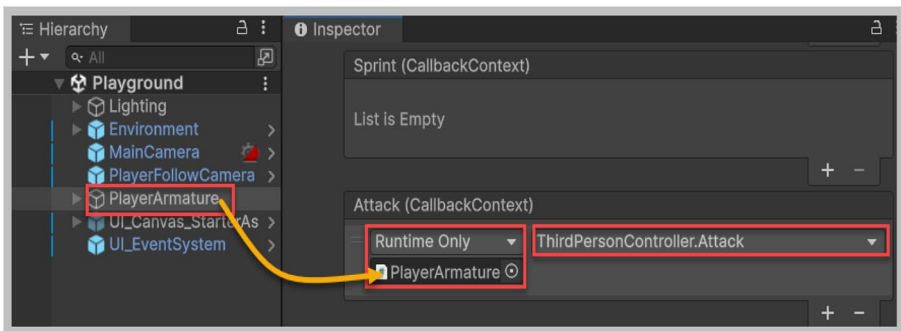 Hierarchy
All
Playground
Lighting
Environment
MainCamera
PlayerFollowCamera
PlayerArmature
UI_Canvas_StarterAs
UI_EventSystem
Inspector
Sprint (CallbackContext)
List is Empty
Attack (CallbackContext)
Runtime Only
ThirdPersonController.Attack
PlayerArmature